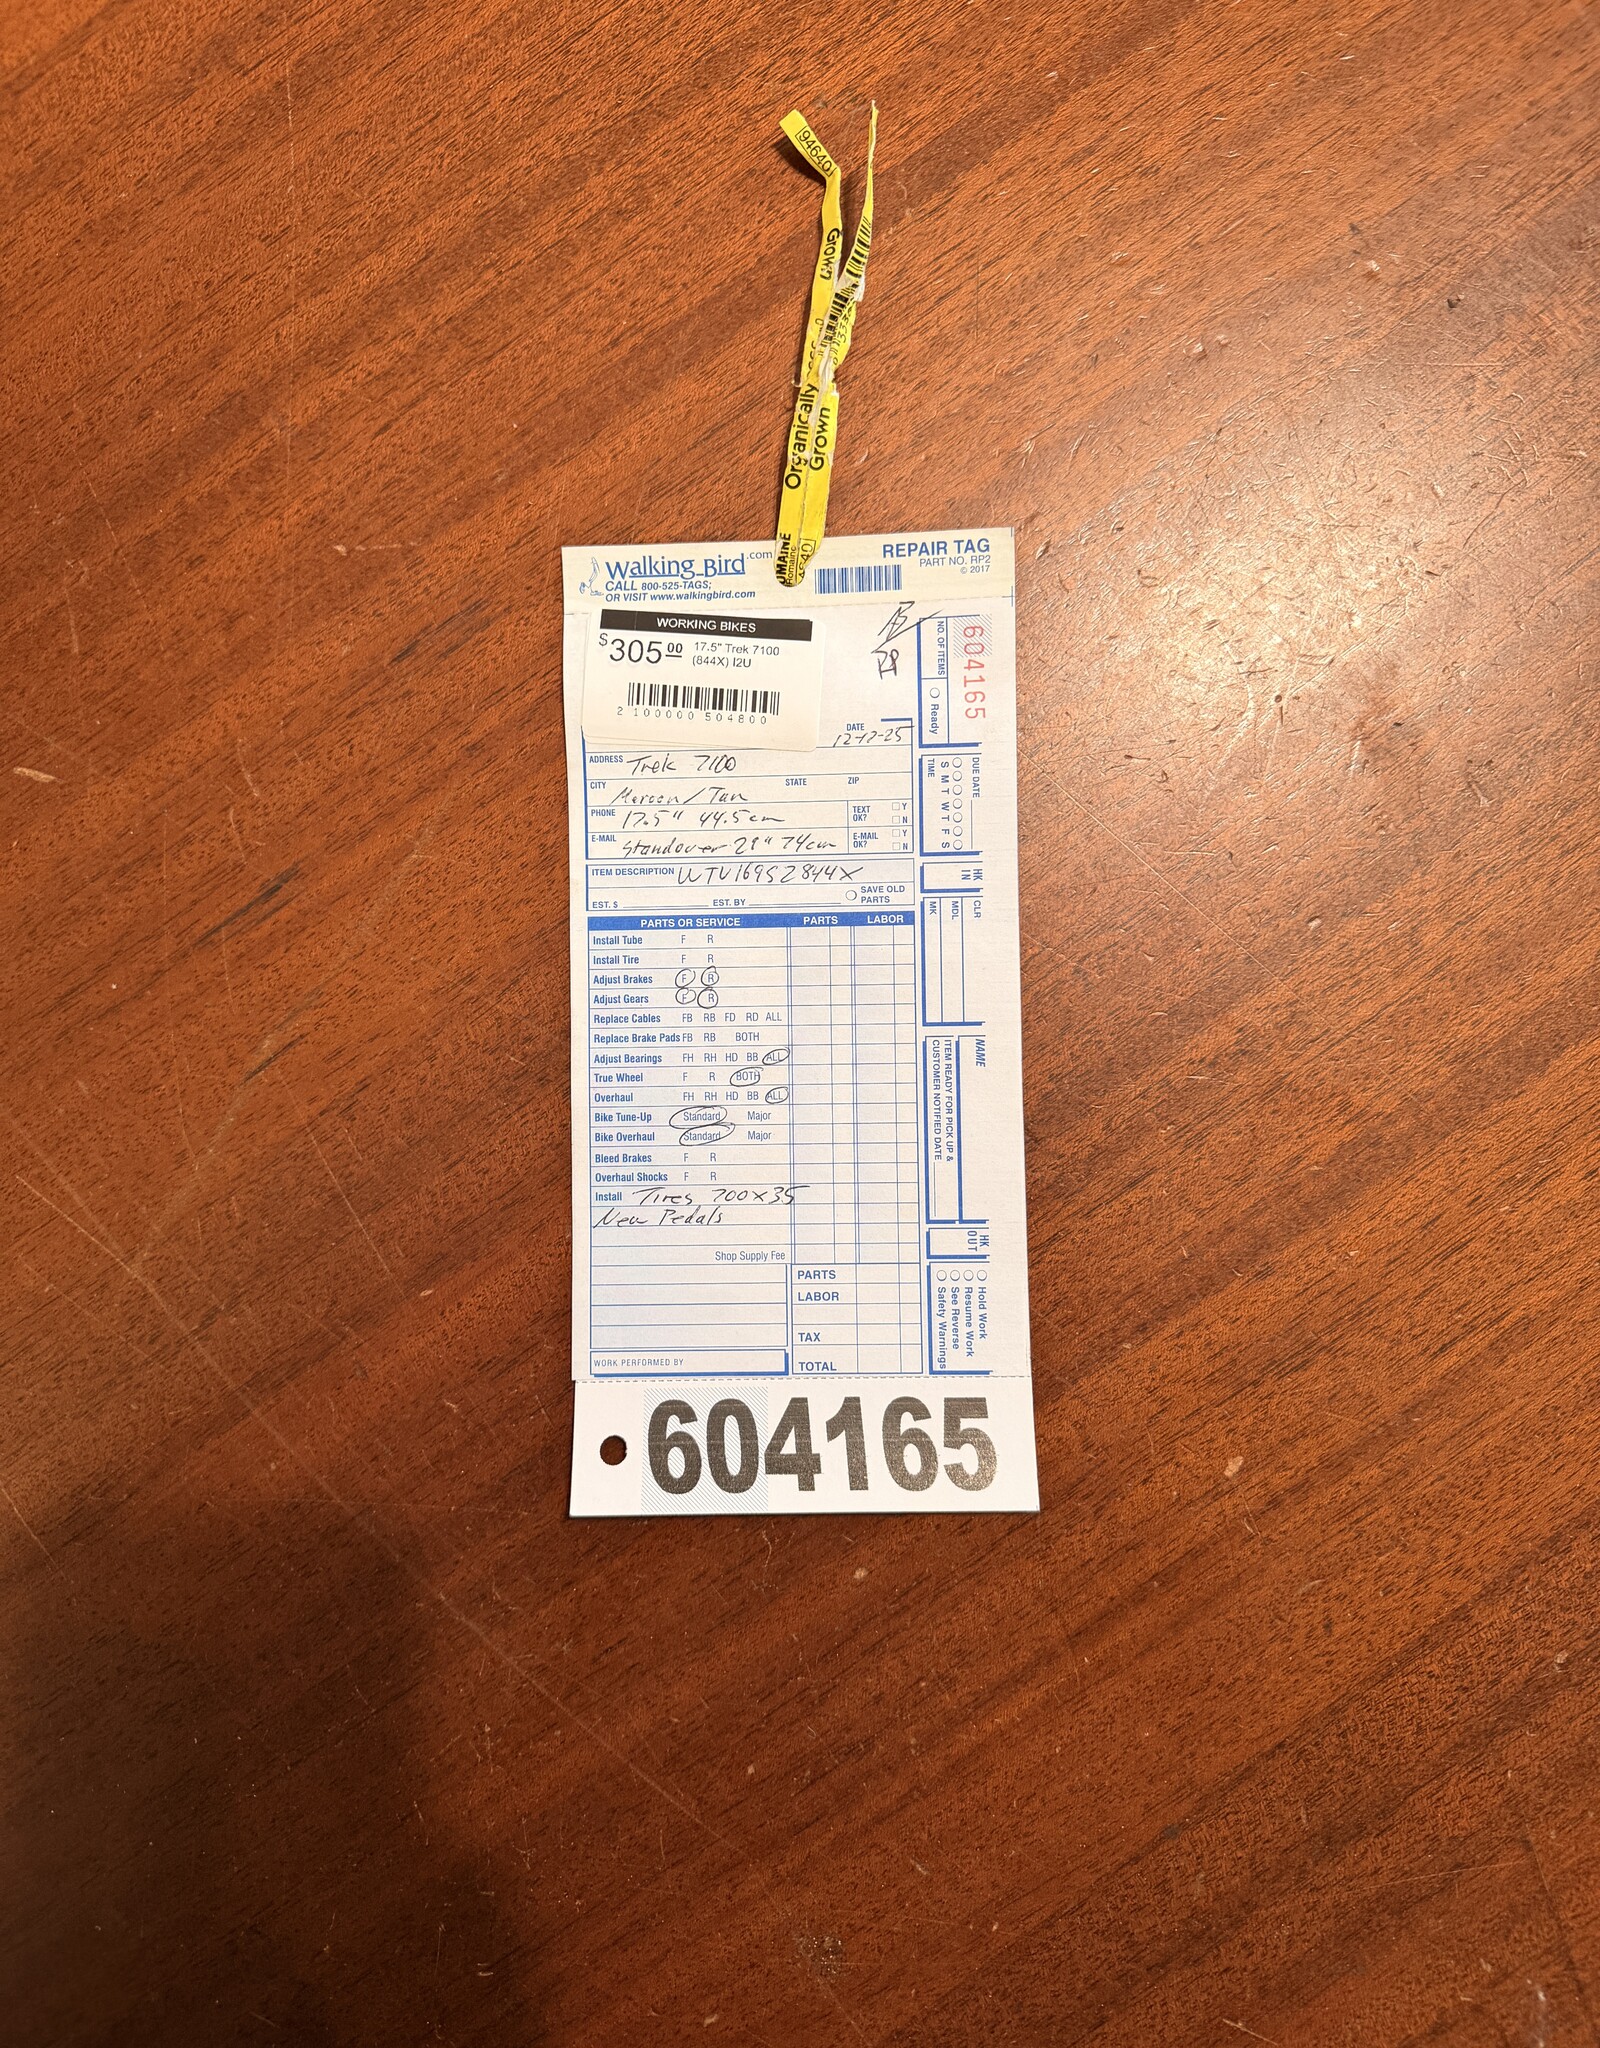 94640
Grown
Organically
Grown
Romaine
Walking Bird.com
CALL 800-525-TAGS;
OR VISIT www.walkingbird.com
REPAIR TAG
PART NO. RP2
© 2017
WORKING BIKES
$305.00 17.5" Trek 7100
(844X) I2U
2 100000 504800
604165
NO. OF ITEMS
Ready
DATE
ADDRESS Trek 7100
CITY STATE ZIP
Maroon/Tan
PHONE 17.5" 44.5cm TEXT OK? Y N
E-MAIL Standover 29" 74cm E-MAIL OK? Y N
ITEM DESCRIPTION WTU169S2844X
EST. $ EST. BY SAVE OLD PARTS
DUE DATE
S M T W T F S
TIME
HK IN
CLR
MDL
MK
NAME
ITEM READY FOR PICK UP &
CUSTOMER NOTIFIED DATE
HK OUT
Hold Work
Resume Work
See Reverse
Safety Warnings
PARTS OR SERVICE PARTS LABOR
Install Tube F R
Install Tire F R
Adjust Brakes F R
Adjust Gears F R
Replace Cables FB RB FD RD ALL
Replace Brake Pads FB RB BOTH
Adjust Bearings FH RH HD BB ALL
True Wheel F R BOTH
Overhaul FH RH HD BB ALL
Bike Tune-Up Standard Major
Bike Overhaul Standard Major
Bleed Brakes F R
Overhaul Shocks F R
Install Tires 700x35
New Pedals
Shop Supply Fee
PARTS
LABOR
TAX
WORK PERFORMED BY TOTAL
604165